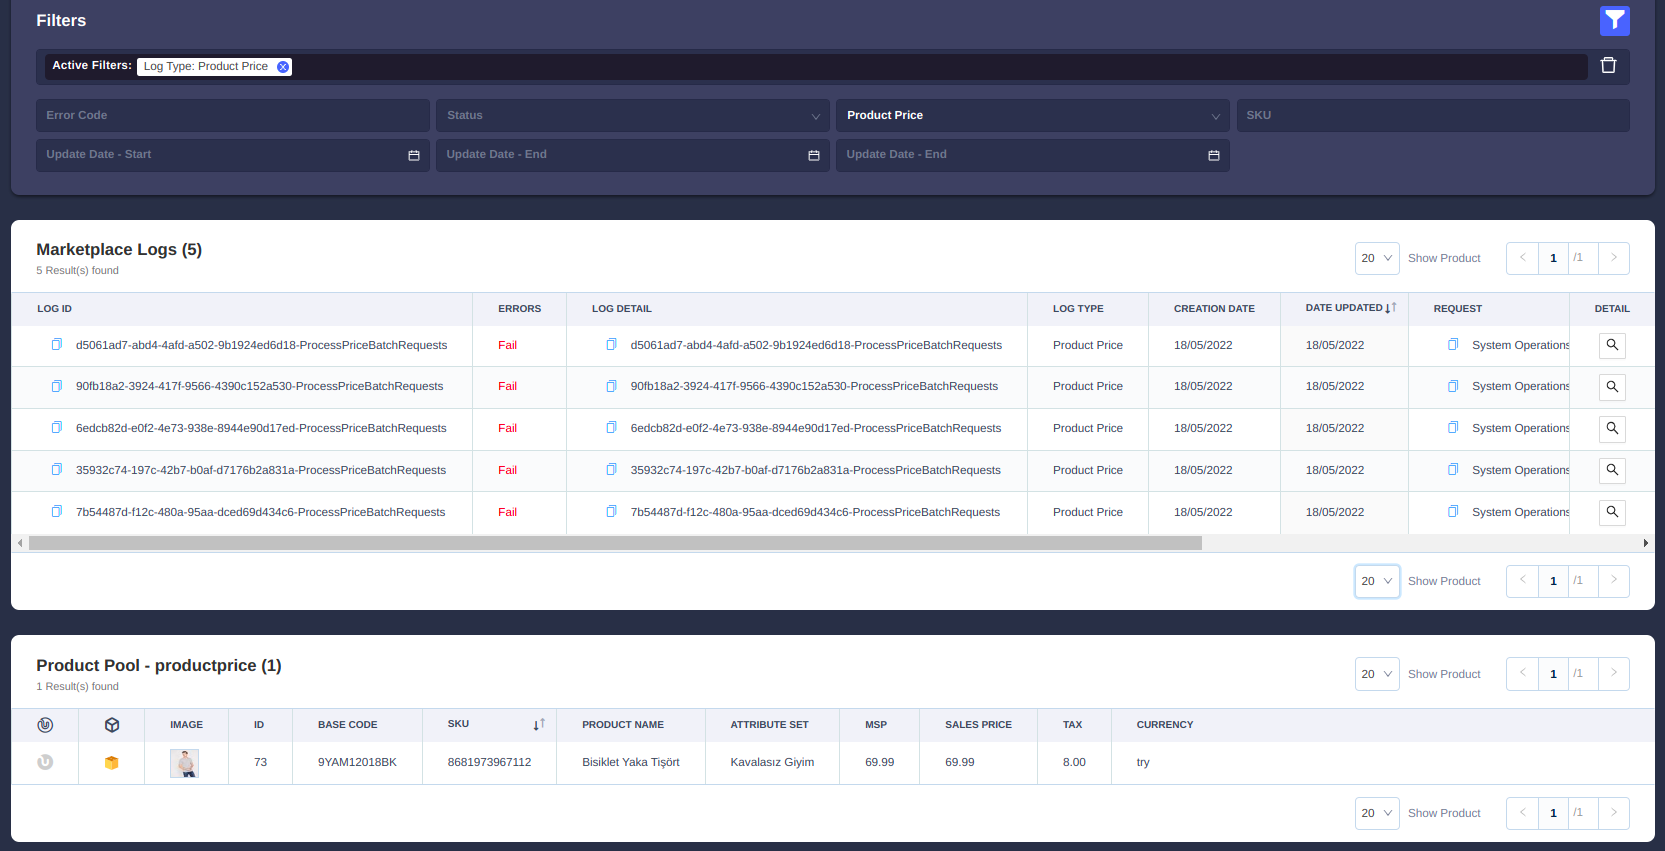 Filters
Active Filters: Log Type: Product Price
Error Code Status Product Price SKU
Update Date - Start Update Date - End Update Date - End
Marketplace Logs (5)
5 Result(s) found
20 Show Product 1 /1
LOG ID ERRORS LOG DETAIL LOG TYPE CREATION DATE DATE UPDATED REQUEST DETAIL
d5061ad7-abd4-4afd-a502-9b1924ed6d18-ProcessPriceBatchRequests Fail d5061ad7-abd4-4afd-a502-9b1924ed6d18-ProcessPriceBatchRequests Product Price 18/05/2022 18/05/2022 System Operations
90fb18a2-3924-417f-9566-4390c152a530-ProcessPriceBatchRequests Fail 90fb18a2-3924-417f-9566-4390c152a530-ProcessPriceBatchRequests Product Price 18/05/2022 18/05/2022 System Operations
6edcb82d-e0f2-4e73-938e-8944e90d17ed-ProcessPriceBatchRequests Fail 6edcb82d-e0f2-4e73-938e-8944e90d17ed-ProcessPriceBatchRequests Product Price 18/05/2022 18/05/2022 System Operations
35932c74-197c-42b7-b0af-d7176b2a831a-ProcessPriceBatchRequests Fail 35932c74-197c-42b7-b0af-d7176b2a831a-ProcessPriceBatchRequests Product Price 18/05/2022 18/05/2022 System Operations
7b54487d-f12c-480a-95aa-dced69d434c6-ProcessPriceBatchRequests Fail 7b54487d-f12c-480a-95aa-dced69d434c6-ProcessPriceBatchRequests Product Price 18/05/2022 18/05/2022 System Operations
20 Show Product 1 /1
Product Pool - productprice (1)
1 Result(s) found
20 Show Product 1 /1
IMAGE ID BASE CODE SKU PRODUCT NAME ATTRIBUTE SET MSP SALES PRICE TAX CURRENCY
73 9YAM12018BK 8681973967112 Bisiklet Yaka Tişört Kavalasız Giyim 69.99 69.99 8.00 try
20 Show Product 1 /1